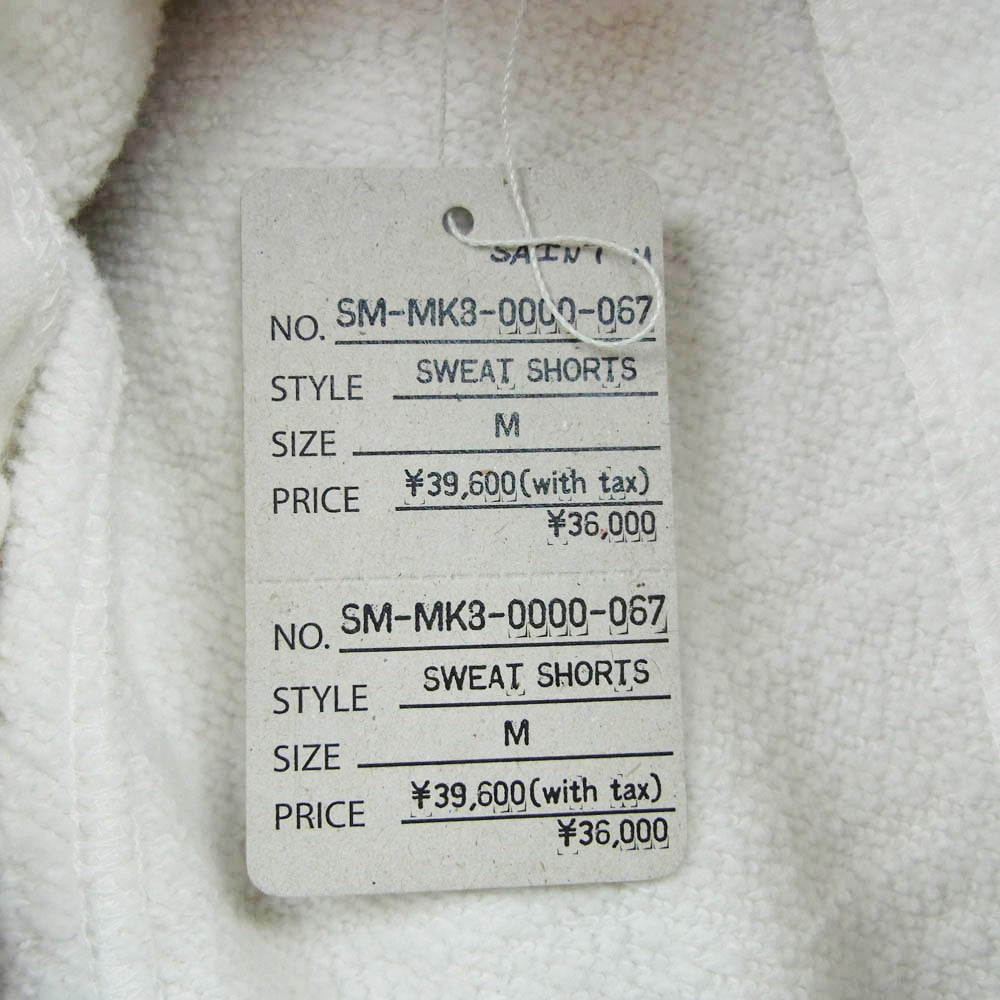 SAINT M
NO. SM-MK3-0000-067
STYLE SWEAT SHORTS
SIZE M
PRICE ¥39,600(with tax)
¥36,000
NO. SM-MK3-0000-067
STYLE SWEAT SHORTS
SIZE M
PRICE ¥39,600(with tax)
¥36,000